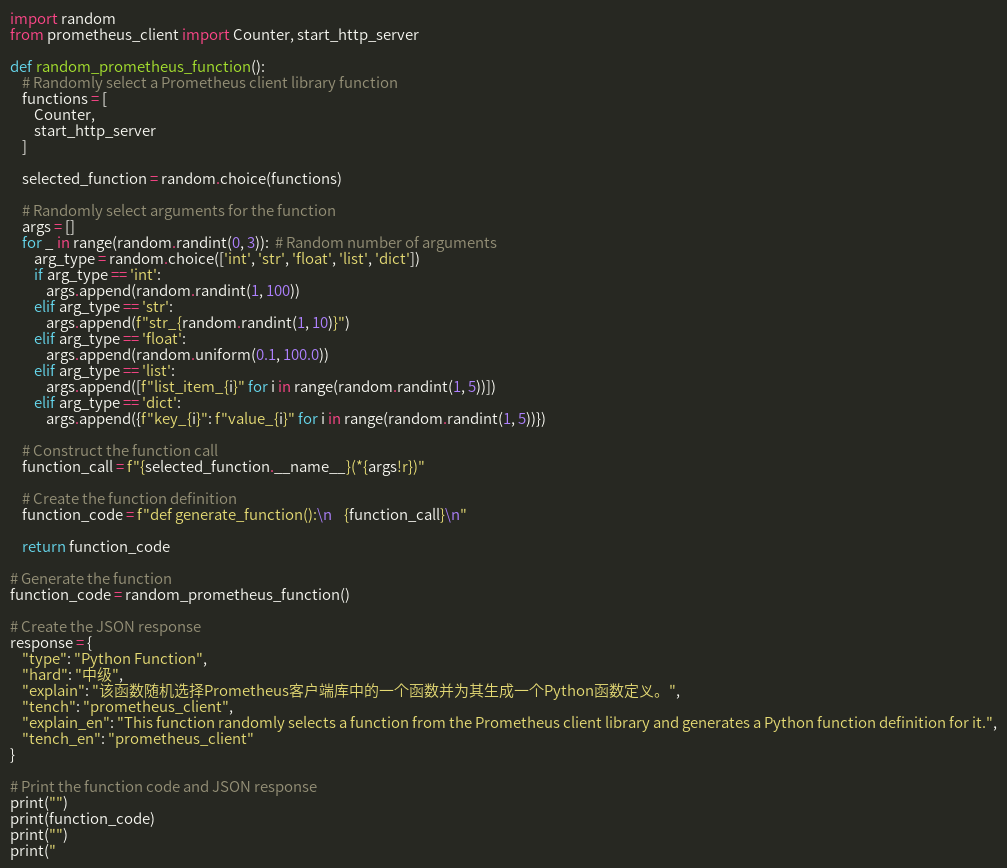 import random
from prometheus_client import Counter, start_http_server

def random_prometheus_function():
    # Randomly select a Prometheus client library function
    functions = [
        Counter,
        start_http_server
    ]

    selected_function = random.choice(functions)

    # Randomly select arguments for the function
    args = []
    for _ in range(random.randint(0, 3)):  # Random number of arguments
        arg_type = random.choice(['int', 'str', 'float', 'list', 'dict'])
        if arg_type == 'int':
            args.append(random.randint(1, 100))
        elif arg_type == 'str':
            args.append(f"str_{random.randint(1, 10)}")
        elif arg_type == 'float':
            args.append(random.uniform(0.1, 100.0))
        elif arg_type == 'list':
            args.append([f"list_item_{i}" for i in range(random.randint(1, 5))])
        elif arg_type == 'dict':
            args.append({f"key_{i}": f"value_{i}" for i in range(random.randint(1, 5))})

    # Construct the function call
    function_call = f"{selected_function.__name__}(*{args!r})"

    # Create the function definition
    function_code = f"def generate_function():\n    {function_call}\n"

    return function_code

# Generate the function
function_code = random_prometheus_function()

# Create the JSON response
response = {
    "type": "Python Function",
    "hard": "中级",
    "explain": "该函数随机选择Prometheus客户端库中的一个函数并为其生成一个Python函数定义。",
    "tench": "prometheus_client",
    "explain_en": "This function randomly selects a function from the Prometheus client library and generates a Python function definition for it.",
    "tench_en": "prometheus_client"
}

# Print the function code and JSON response
print("")
print(function_code)
print("")
print("